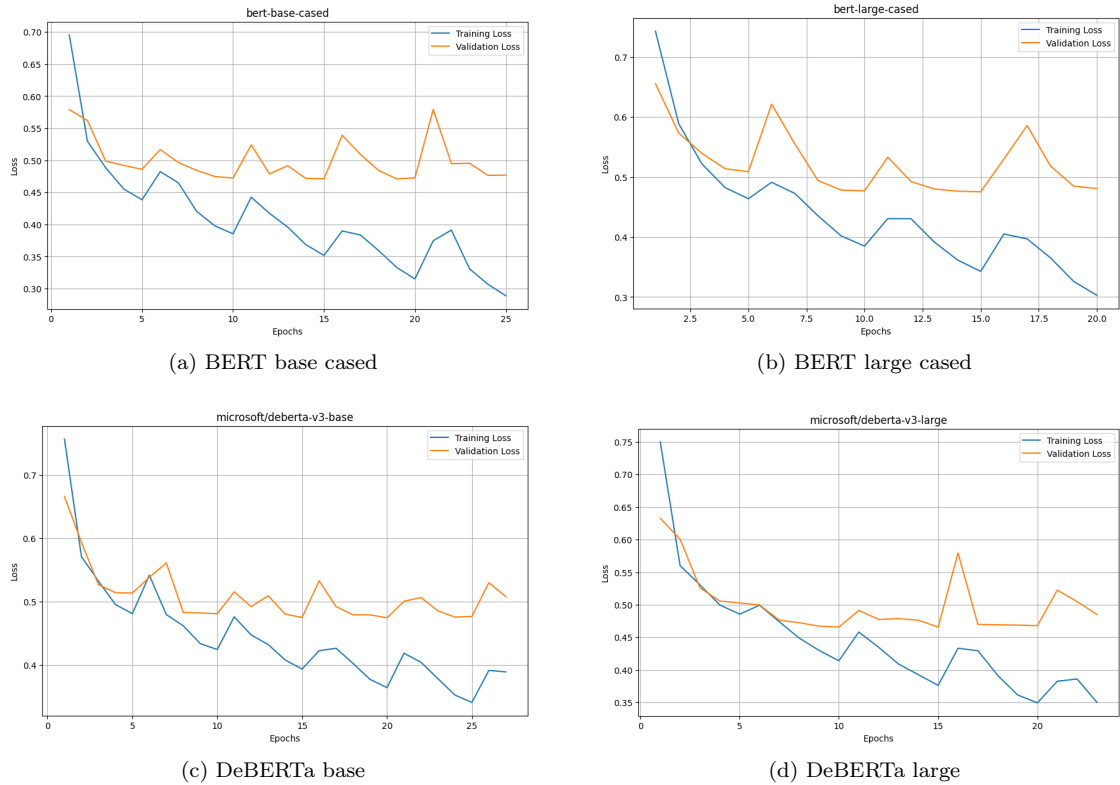 bert-base-cased
Training Loss
Validation Loss
0.70
0.65
0.60
0.55
0.50
0.45
0.40
0.35
0.30
Loss
0
5
10
15
20
25
Epochs
(a) BERT base cased
bert-large-cased
Training Loss
Validation Loss
0.7
0.6
0.5
0.4
0.3
Loss
2.5
5.0
7.5
10.0
12.5
15.0
17.5
20.0
Epochs
(b) BERT large cased
microsoft/deberta-v3-base
Training Loss
Validation Loss
0.7
0.6
0.5
0.4
Loss
0
5
10
15
20
25
Epochs
(c) DeBERTa base
microsoft/deberta-v3-large
Training Loss
Validation Loss
0.75
0.70
0.65
0.60
0.55
0.50
0.45
0.40
0.35
Loss
0
5
10
15
20
Epochs
(d) DeBERTa large